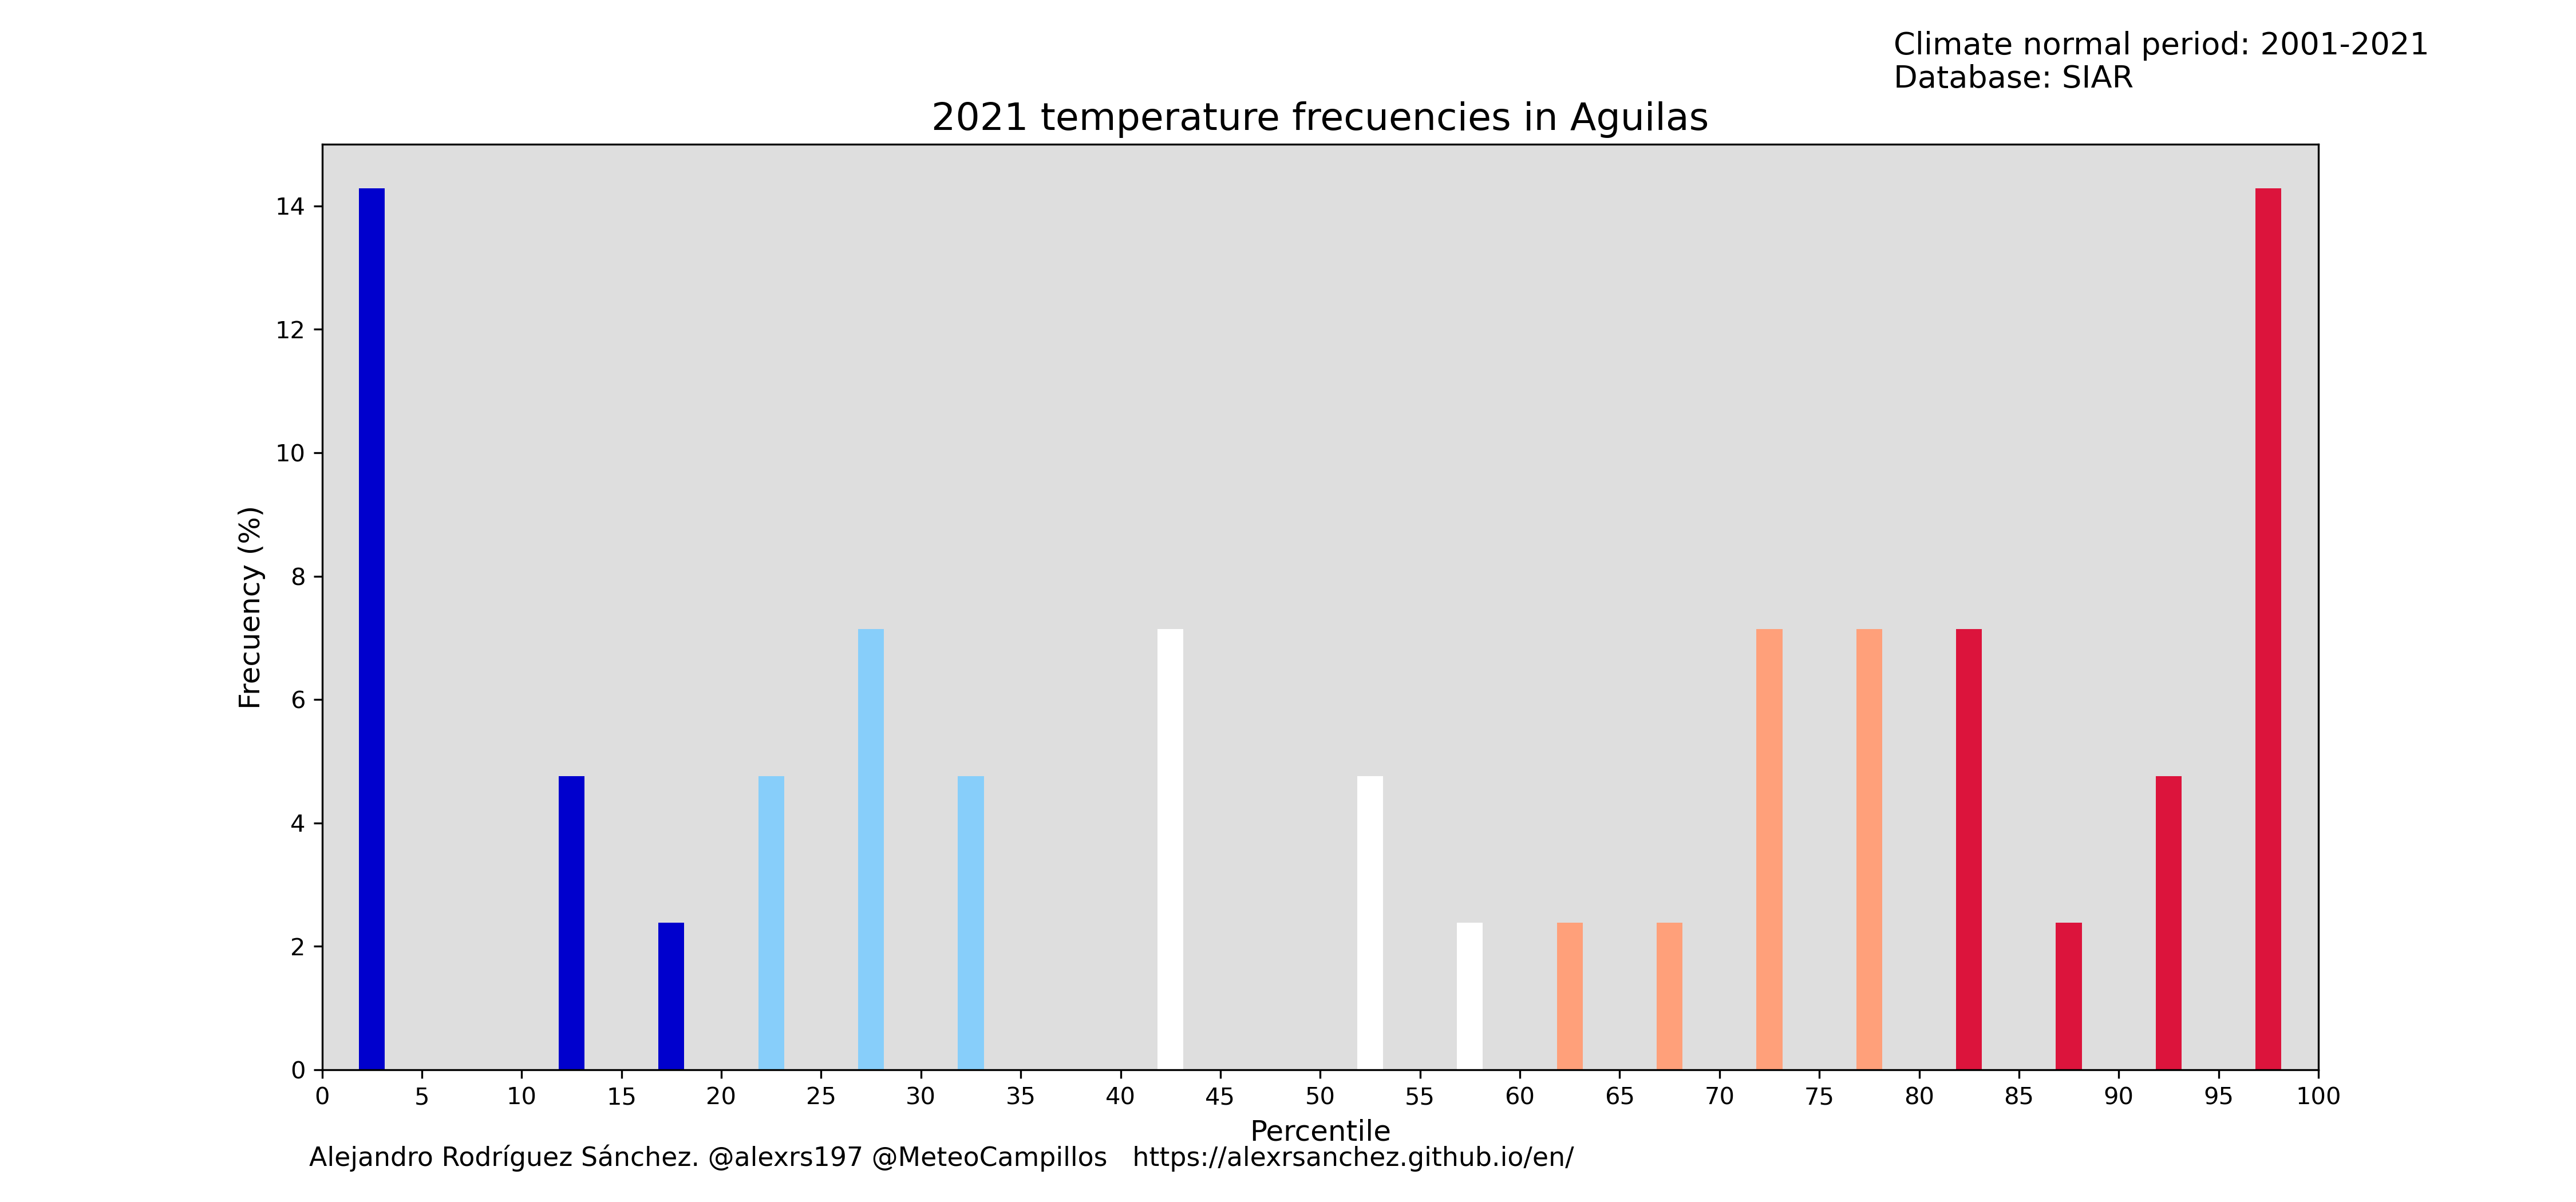 Climate normal period: 2001-2021
Database: SIAR
2021 temperature frecuencies in Aguilas
Frecuency (%)
14
12
10
8
6
4
2
0
0 5 10 15 20 25 30 35 40 45 50 55 60 65 70 75 80 85 90 95 100
Percentile
Alejandro Rodríguez Sánchez. @alexrs197 @MeteoCampillos   https://alexrsanchez.github.io/en/